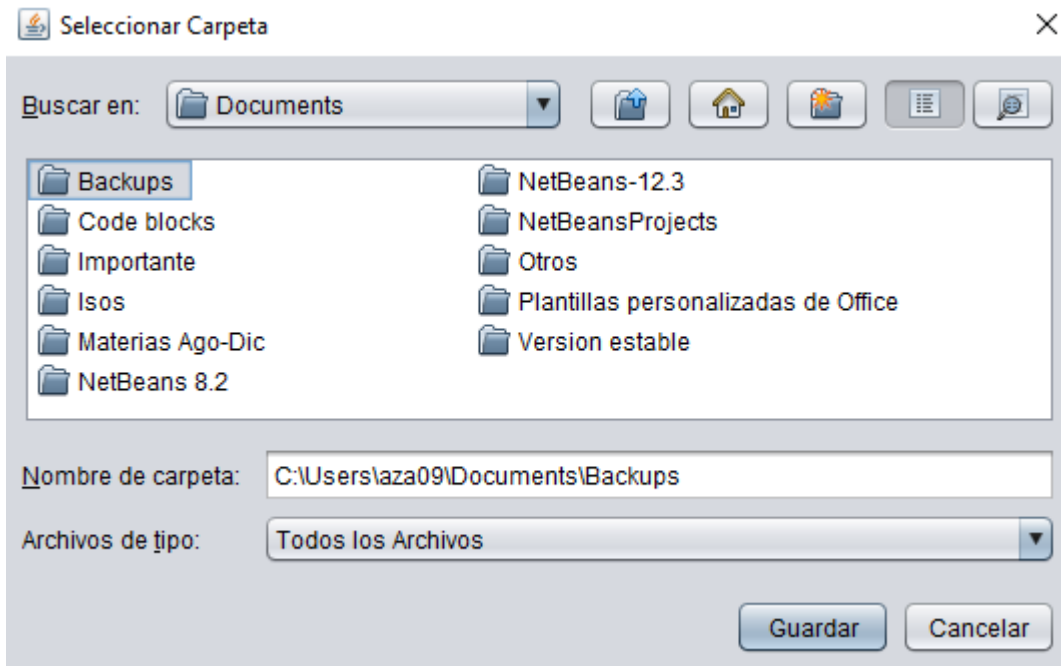 Seleccionar Carpeta
Buscar en: Documents
Backups
Code blocks
Importante
Isos
Materias Ago-Dic
NetBeans 8.2
NetBeans-12.3
NetBeansProjects
Otros
Plantillas personalizadas de Office
Version estable
Nombre de carpeta: C:\Users\aza09\Documents\Backups
Archivos de tipo: Todos los Archivos
Guardar Cancelar